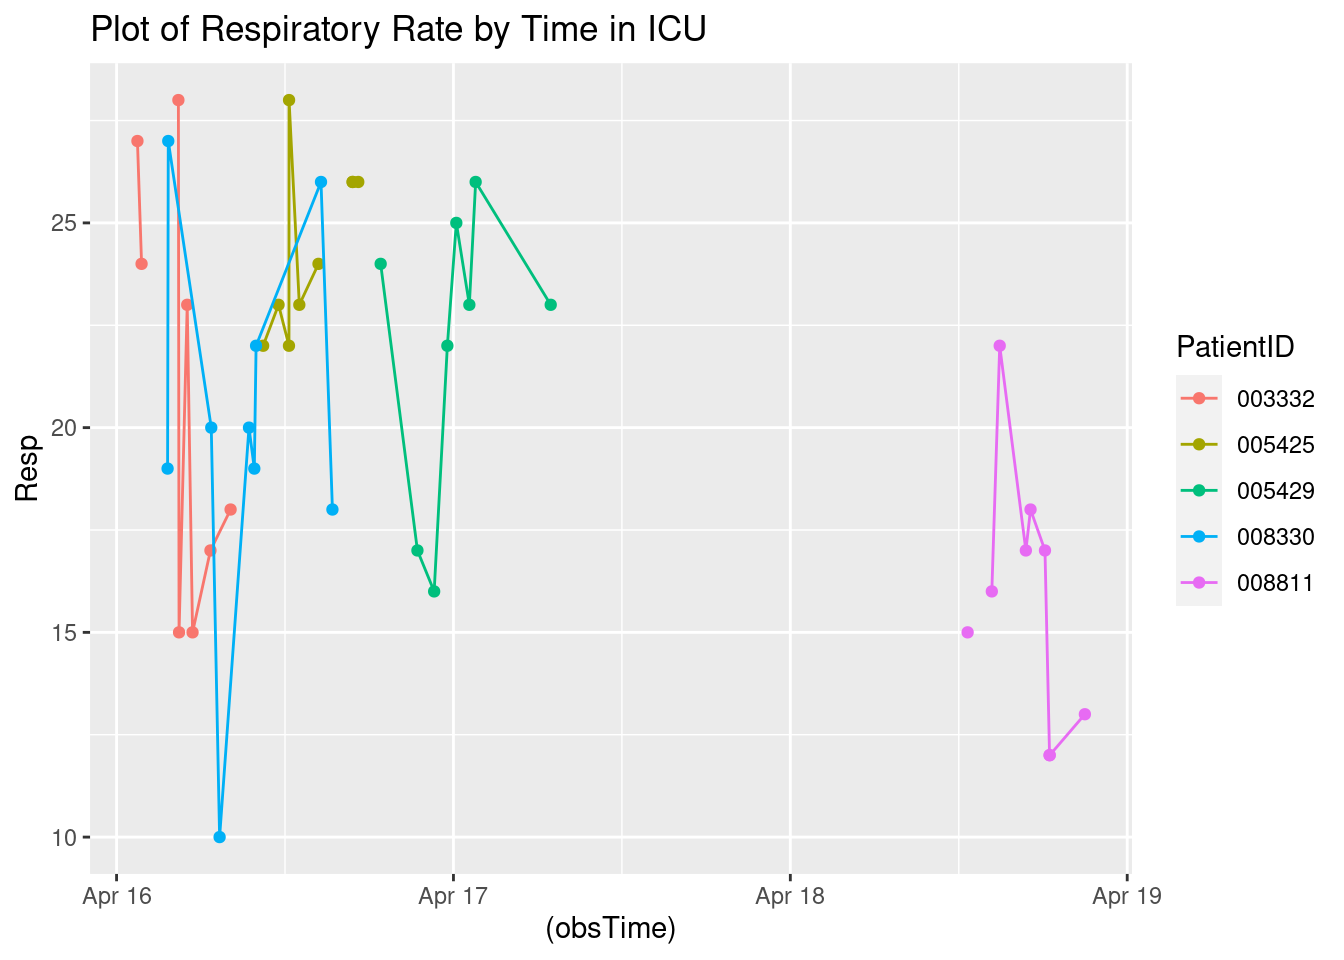 Plot of Respiratory Rate by Time in ICU
25
20
15
10
Resp
Apr 16
Apr 17
Apr 18
Apr 19
(obsTime)
PatientID
003332
005425
005429
008330
008811